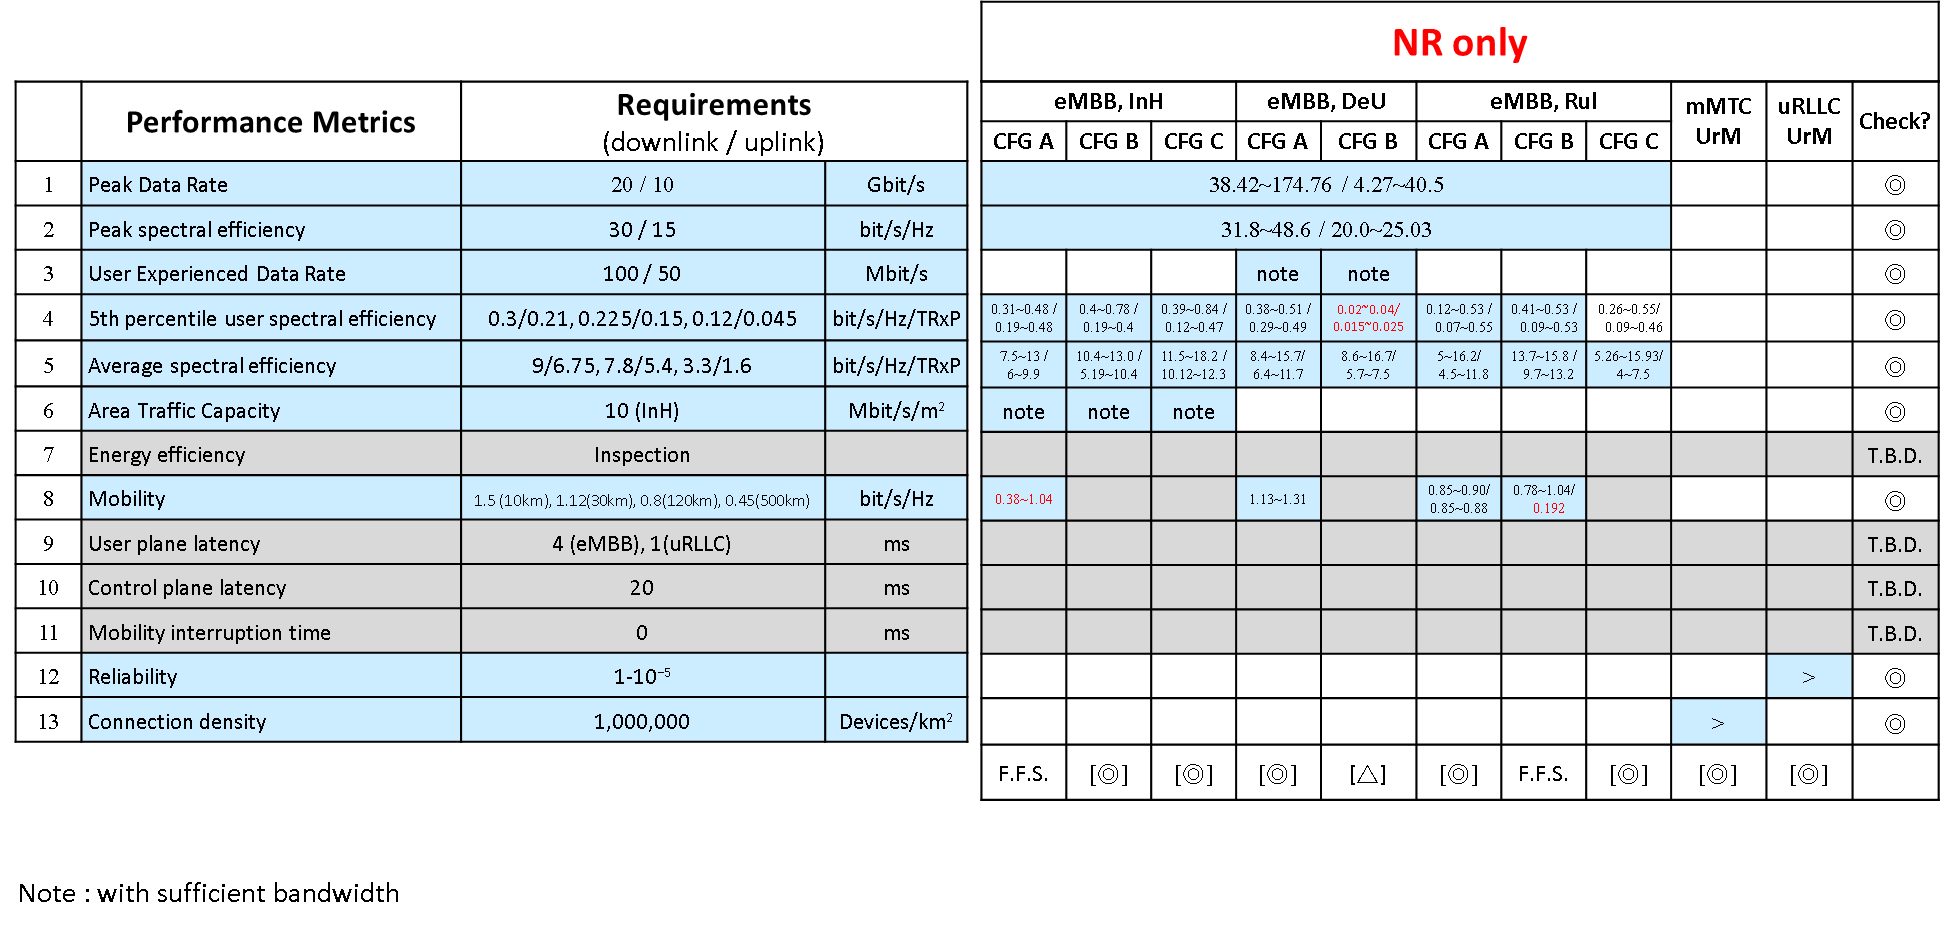 NR only
Performance Metrics
Requirements
(downlink / uplink)
eMBB, InH eMBB, DeU eMBB, Rul mMTC UrM uRLLC UrM Check?
CFG A CFG B CFG C CFG A CFG B CFG A CFG B CFG C
1 Peak Data Rate 20 / 10 Gbit/s 38.42~174.76 / 4.27~40.5 ◎
2 Peak spectral efficiency 30 / 15 bit/s/Hz 31.8~48.6 / 20.0~25.03 ◎
3 User Experienced Data Rate 100 / 50 Mbit/s note note ◎
4 5th percentile user spectral efficiency 0.3/0.21, 0.225/0.15, 0.12/0.045 bit/s/Hz/TRxP 0.31~0.48 / 0.19~0.48 0.4~0.78 / 0.19~0.4 0.39~0.84 / 0.12~0.47 0.38~0.51 / 0.29~0.49 0.02~0.04/ 0.015~0.025 0.12~0.53 / 0.07~0.55 0.41~0.53 / 0.09~0.53 0.26~0.55/ 0.09~0.46 ◎
5 Average spectral efficiency 9/6.75, 7.8/5.4, 3.3/1.6 bit/s/Hz/TRxP 7.5~13 / 6~9.9 10.4~13.0 / 5.19~10.4 11.5~18.2 / 10.12~12.3 8.4~15.7/ 6.4~11.7 8.6~16.7/ 5.7~7.5 5~16.2/ 4.5~11.8 13.7~15.8 / 9.7~13.2 5.26~15.93/ 4~7.5 ◎
6 Area Traffic Capacity 10 (InH) Mbit/s/m² note note note ◎
7 Energy efficiency Inspection T.B.D.
8 Mobility 1.5 (10km), 1.12(30km), 0.8(120km), 0.45(500km) bit/s/Hz 0.38~1.04 1.13~1.31 0.85~0.90/ 0.85~0.88 0.78~1.04/ 0.192 ◎
9 User plane latency 4 (eMBB), 1(uRLLC) ms T.B.D.
10 Control plane latency 20 ms T.B.D.
11 Mobility interruption time 0 ms T.B.D.
12 Reliability 1-10⁻⁵ > ◎
13 Connection density 1,000,000 Devices/km² > ◎
F.F.S. [◎] [◎] [◎] [△] [◎] F.F.S. [◎] [◎] [◎]
Note : with sufficient bandwidth